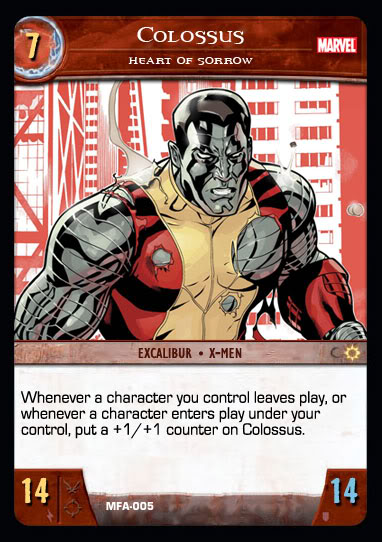 7
Colossus
Heart of Sorrow
MARVEL
EXCALIBUR • X-MEN
C
Whenever a character you control leaves play, or
whenever a character enters play under your
control, put a +1/+1 counter on Colossus.
14
MFA-005
14